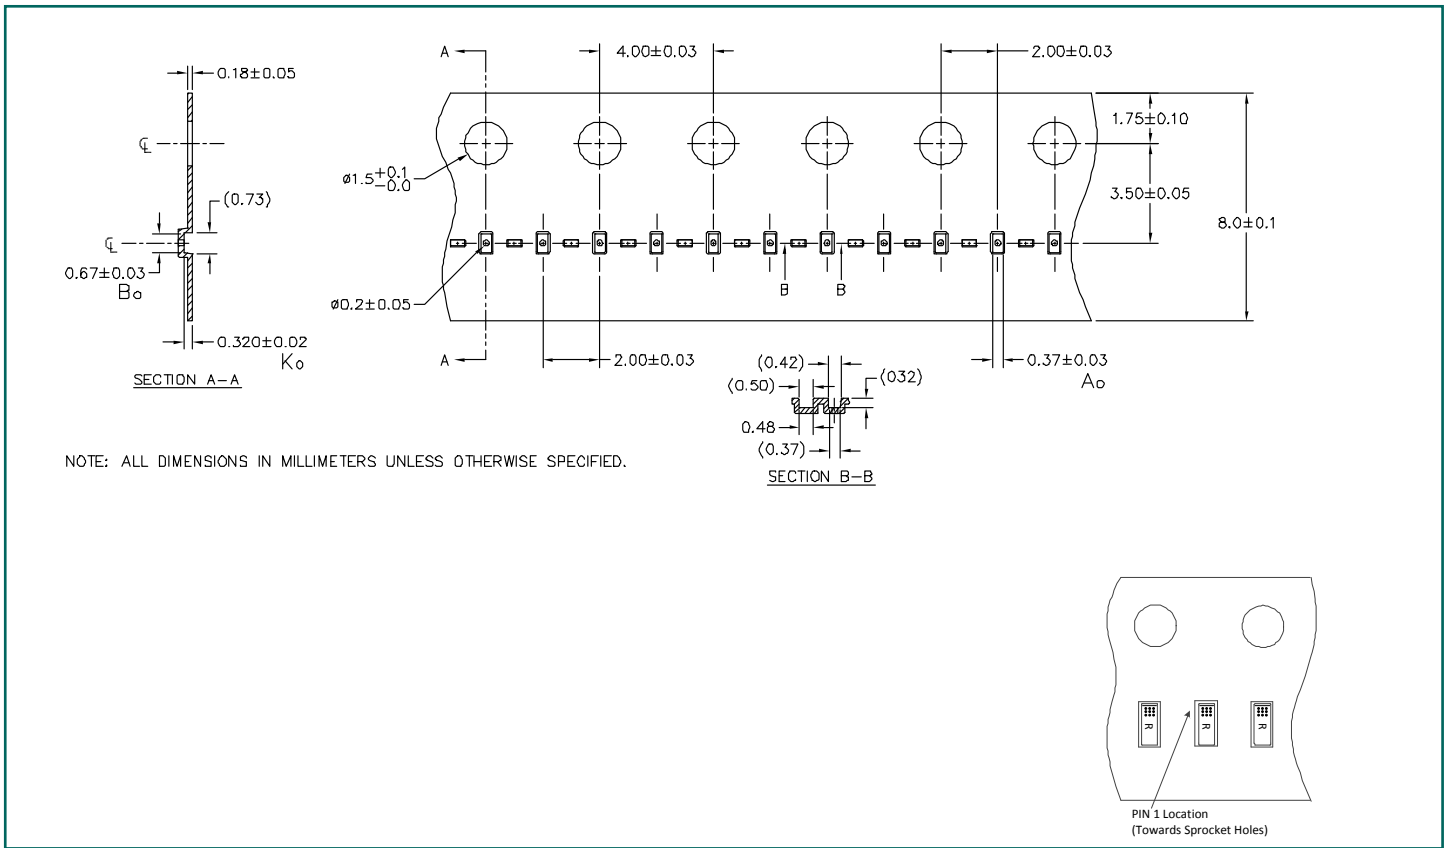 A
4.00±0.03
2.00±0.03
0.18±0.05
1.75±0.10
℄
ø1.5+0.1
−0.0
(0.73)
3.50±0.05
8.0±0.1
℄
0.67±0.03
Bo
ø0.2±0.05
B
B
0.320±0.02
Ko
A
2.00±0.03
(0.42)
0.37±0.03
Ao
SECTION A-A
(0.50)
(032)
0.48
(0.37)
SECTION B-B
NOTE: ALL DIMENSIONS IN MILLIMETERS UNLESS OTHERWISE SPECIFIED.
R
R
R
PIN 1 Location
(Towards Sprocket Holes)